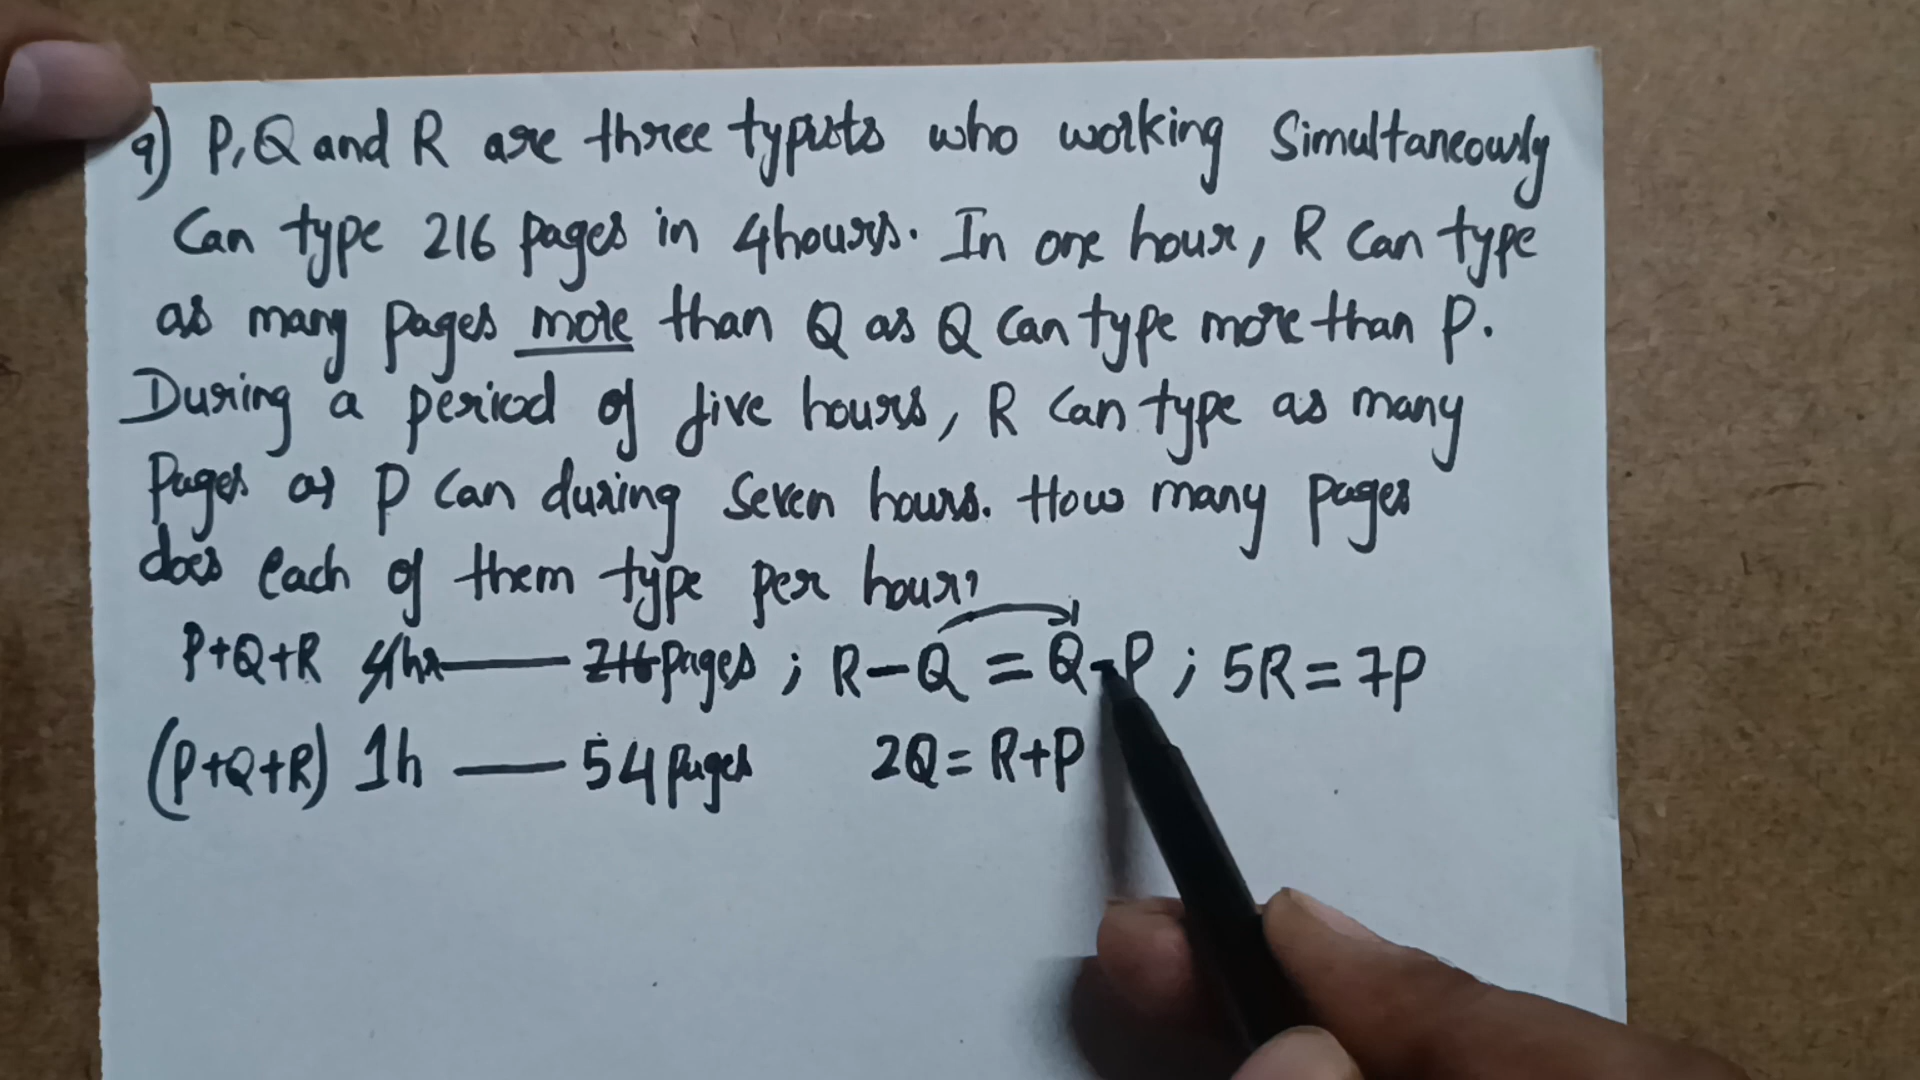 9) P, Q and R are three typists who working Simultaneously
Can type 216 pages in 4hours. In one hour, R Can type
as many pages more than Q as Q Can type more than P.
During a period of five hours, R Can type as many
Pages as P Can during Seven hours. How many pages
does each of them type per hour?
P+Q+R 4hr — 216 pages ; R-Q = Q-P ; 5R = 7P
(P+Q+R) 1h — 54 pages 2Q = R+P